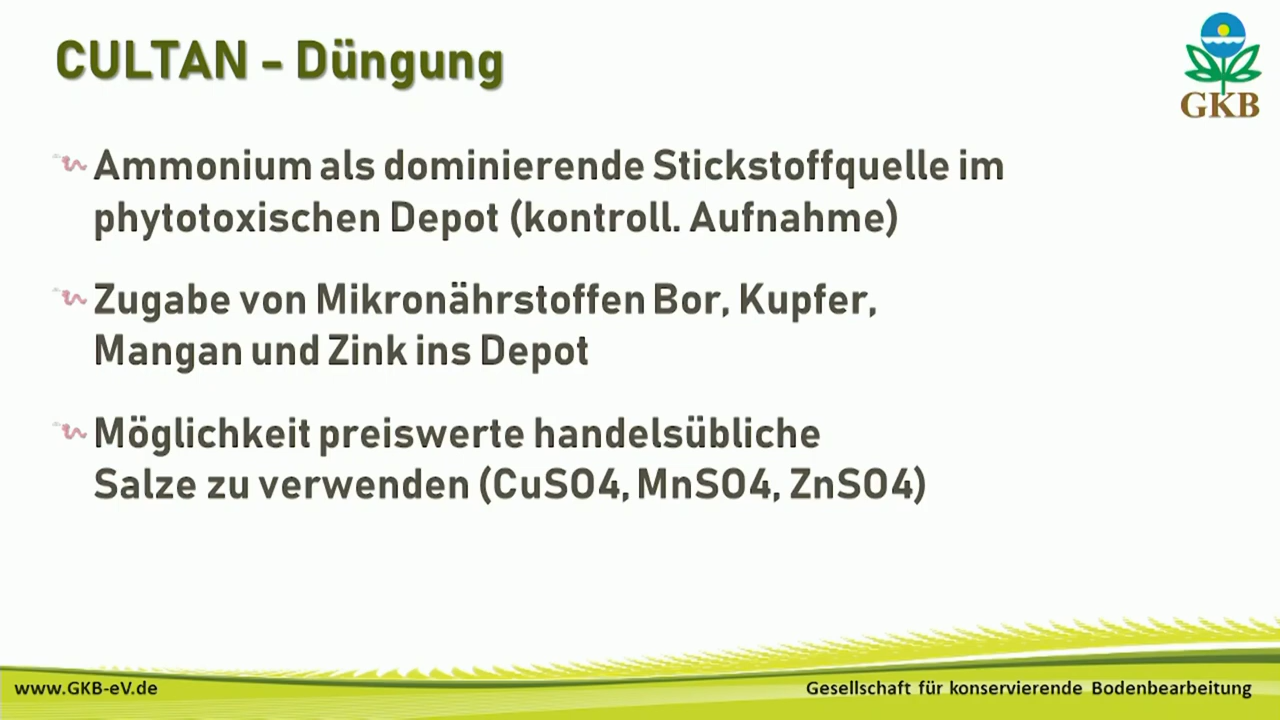 CULTAN - Düngung
GKB
Ammonium als dominierende Stickstoffquelle im
phytotoxischen Depot (kontroll. Aufnahme)
Zugabe von Mikronährstoffen Bor, Kupfer,
Mangan und Zink ins Depot
Möglichkeit preiswerte handelsübliche
Salze zu verwenden (CuSO4, MnSO4, ZnSO4)
www.GKB-eV.de
Gesellschaft für konservierende Bodenbearbeitung